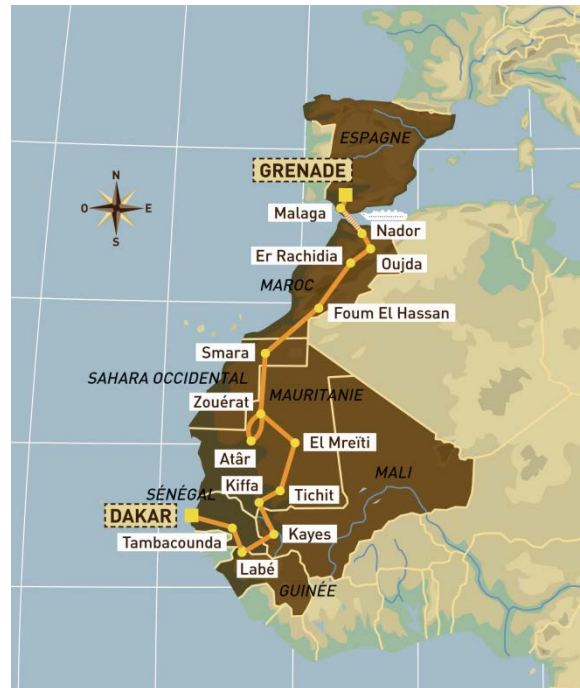 ESPAGNE
GRENADE
N
O E
S
Malaga
Nador
Er Rachidia
Oujda
MAROC
Foum El Hassan
Smara
SAHARA OCCIDENTAL
MAURITANIE
Zouérat
El Mreïti
Atâr
MALI
Kiffa
SÉNÉGAL
Tichit
DAKAR
Kayes
Tambacounda
Labé
GUINÉE